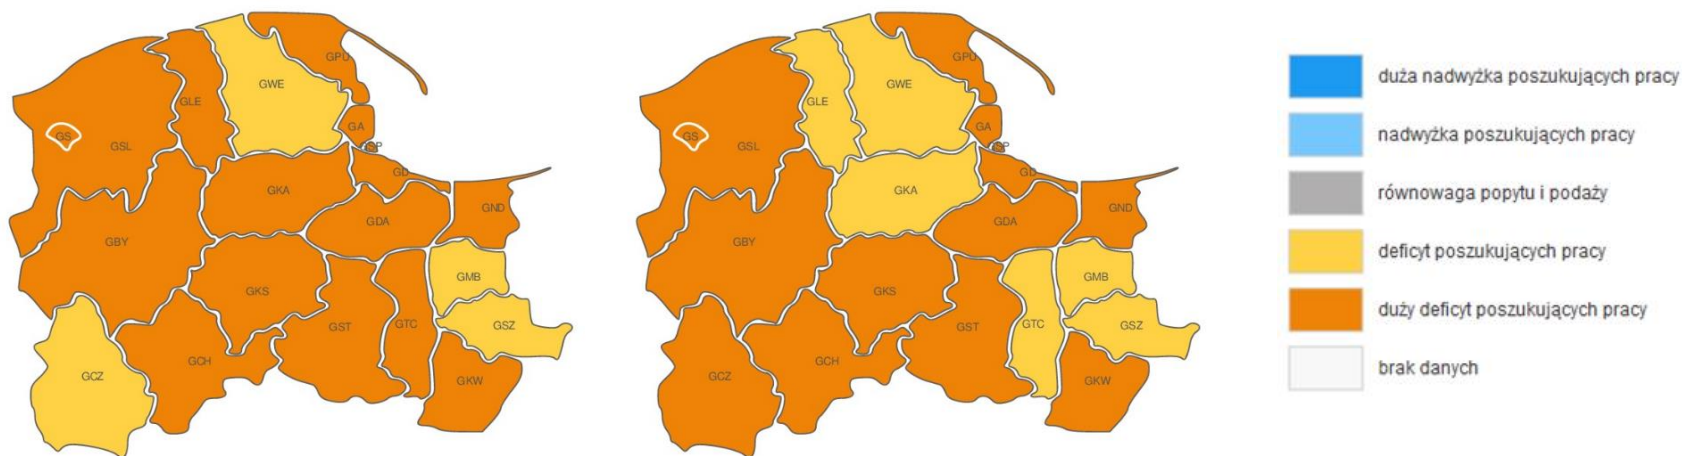 GPU
GWE
GLE
GA
GS
GSL
GSP
GD
GKA
GND
GDA
GBY
GMB
GKS
GSZ
GST
GTC
GCH
GCZ
GKW
GPU
GWE
GLE
GA
GS
GSL
GSP
GD
GKA
GND
GDA
GBY
GMB
GKS
GSZ
GST
GTC
GCH
GCZ
GKW
duża nadwyżka poszukujących pracy
nadwyżka poszukujących pracy
równowaga popytu i podaży
deficyt poszukujących pracy
duży deficyt poszukujących pracy
brak danych